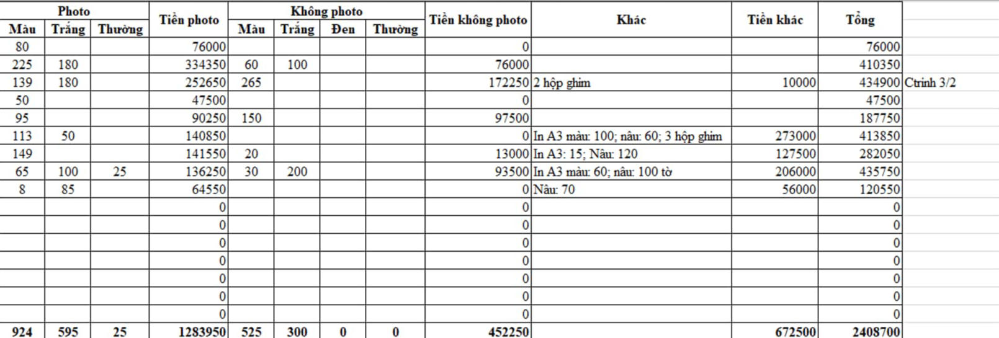 Photo Tiền photo Không photo Tiền không photo Khác Tiền khác Tổng
Màu Trắng Thường Màu Trắng Đen Thường
80 76000 0 76000
225 180 334350 60 100 76000 410350
139 180 252650 265 172250 2 hộp ghim 10000 434900 Ctrinh 3/2
50 47500 0 47500
95 90250 150 97500 187750
113 50 140850 0 In A3 màu: 100; nâu: 60; 3 hộp ghim 273000 413850
149 141550 20 13000 In A3: 15; Nâu: 120 127500 282050
65 100 25 136250 30 200 93500 In A3 màu: 60; nâu: 100 tờ 206000 435750
8 85 64550 0 Nâu: 70 56000 120550
0 0 0
0 0 0
0 0 0
0 0 0
0 0 0
0 0 0
0 0 0
924 595 25 1283950 525 300 0 0 452250 672500 2408700